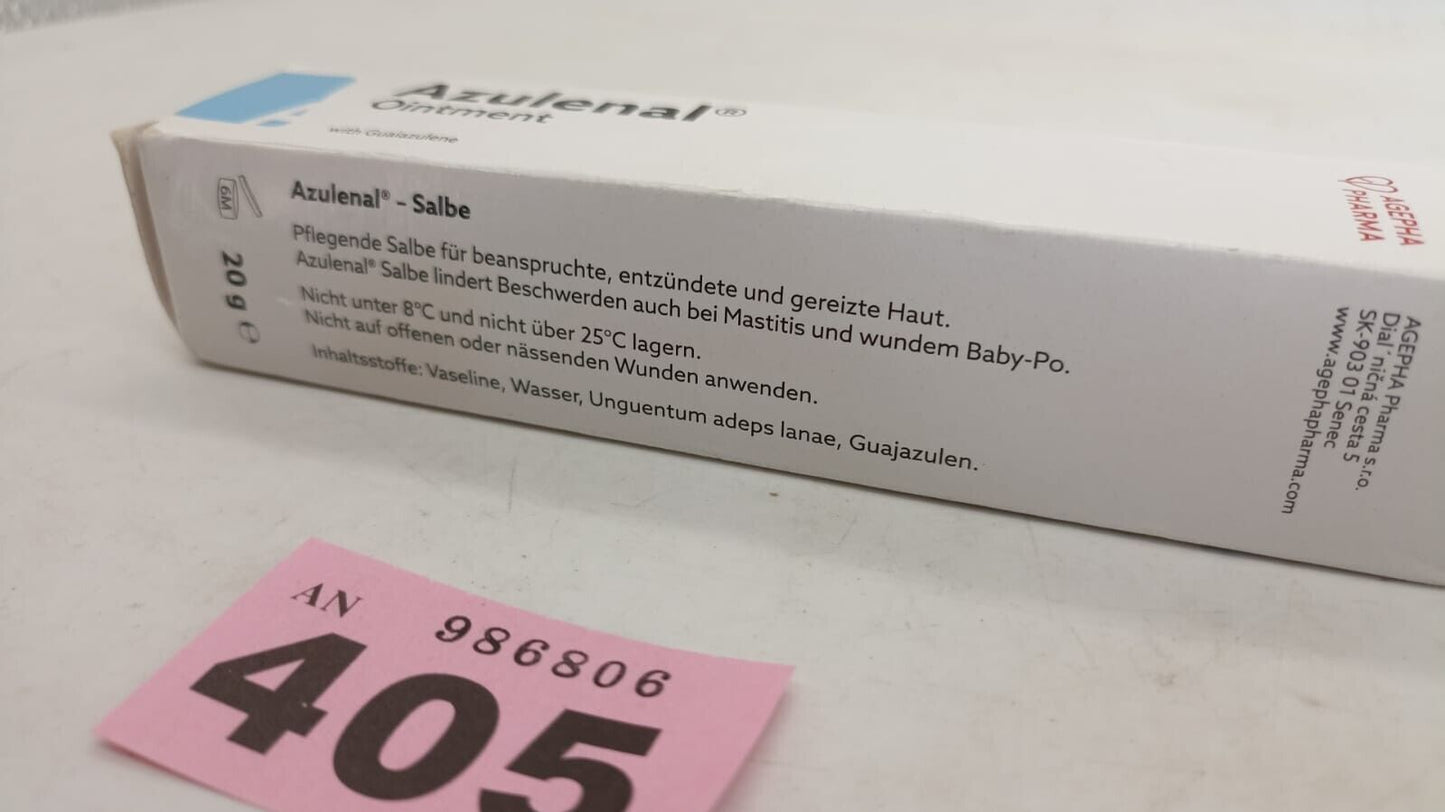 Azulenal®
Ointment
with Guaiazulene
6M
20 g ℮
Azulenal® – Salbe
Pflegende Salbe für beanspruchte, entzündete und gereizte Haut.
Azulenal® Salbe lindert Beschwerden auch bei Mastitis und wundem Baby-Po.
Nicht unter 8°C und nicht über 25°C lagern.
Nicht auf offenen oder nässenden Wunden anwenden.
Inhaltsstoffe: Vaseline, Wasser, Unguentum adeps lanae, Guajazulen.
AGEPHA
PHARMA
AGEPHA Pharma s.r.o.
Dial´ničná cesta 5
SK-903 01 Senec
www.agephapharma.com
AN
986806
405